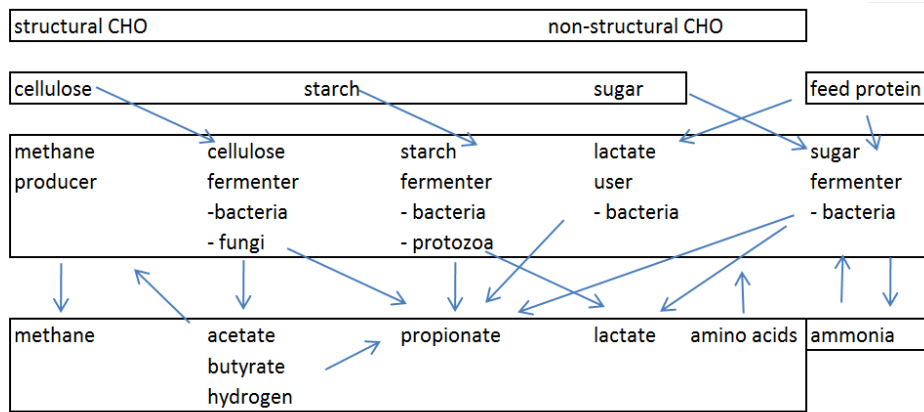 structural CHO non-structural CHO
cellulose starch sugar feed protein
methane cellulose starch lactate sugar
producer fermenter fermenter user fermenter
-bacteria - bacteria - bacteria - bacteria
- fungi - protozoa
methane acetate propionate lactate amino acids ammonia
butyrate
hydrogen